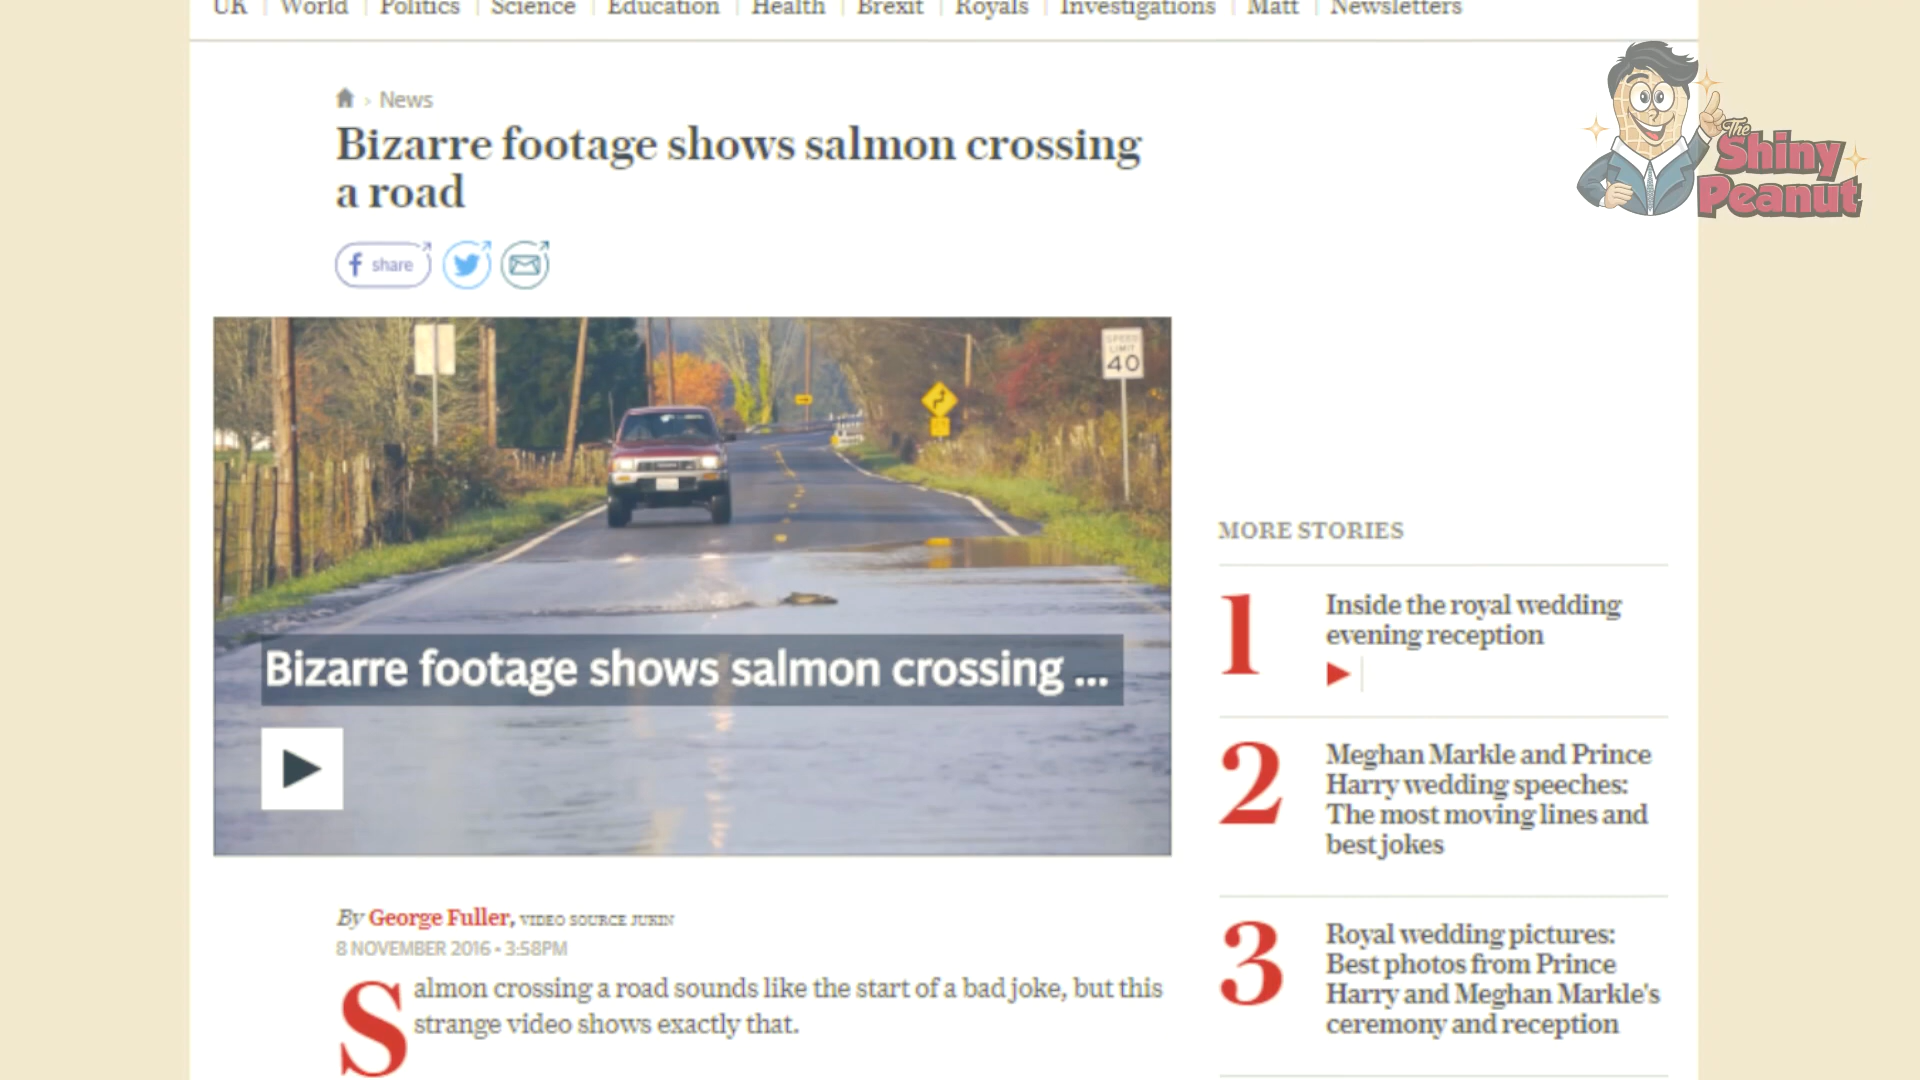 UK World Politics Science Education Health Brexit Royals Investigations Matt Newsletters
The
Shiny
Peanut
> News
Bizarre footage shows salmon crossing
a road
share
SPEED
LIMIT
40
Bizarre footage shows salmon crossing ...
By George Fuller, VIDEO SOURCE JUKIN
8 NOVEMBER 2016 • 3:58PM
Salmon crossing a road sounds like the start of a bad joke, but this
strange video shows exactly that.
MORE STORIES
1
Inside the royal wedding
evening reception
2
Meghan Markle and Prince
Harry wedding speeches:
The most moving lines and
best jokes
3
Royal wedding pictures:
Best photos from Prince
Harry and Meghan Markle's
ceremony and reception